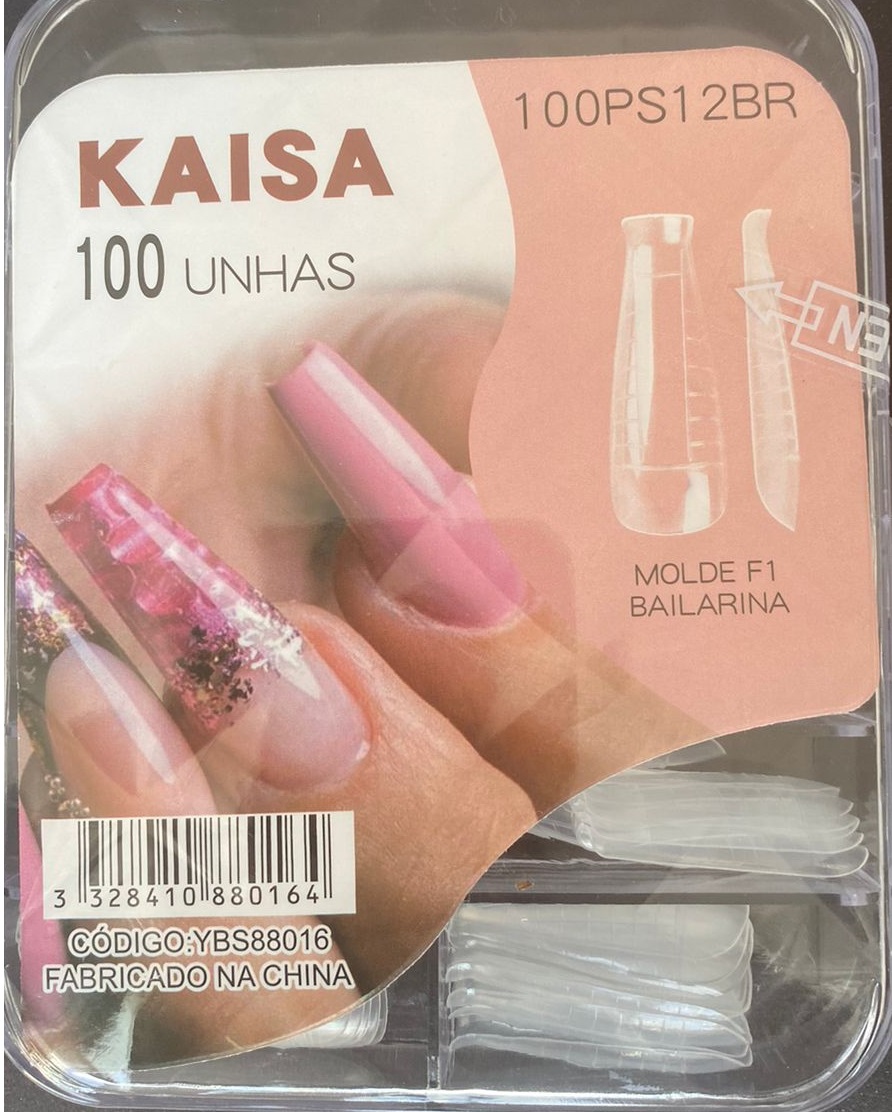 KAISA
100 UNHAS
100PS12BR
MOLDE F1
BAILARINA
3 328410 880164
CÓDIGO:YBS88016
FABRICADO NA CHINA